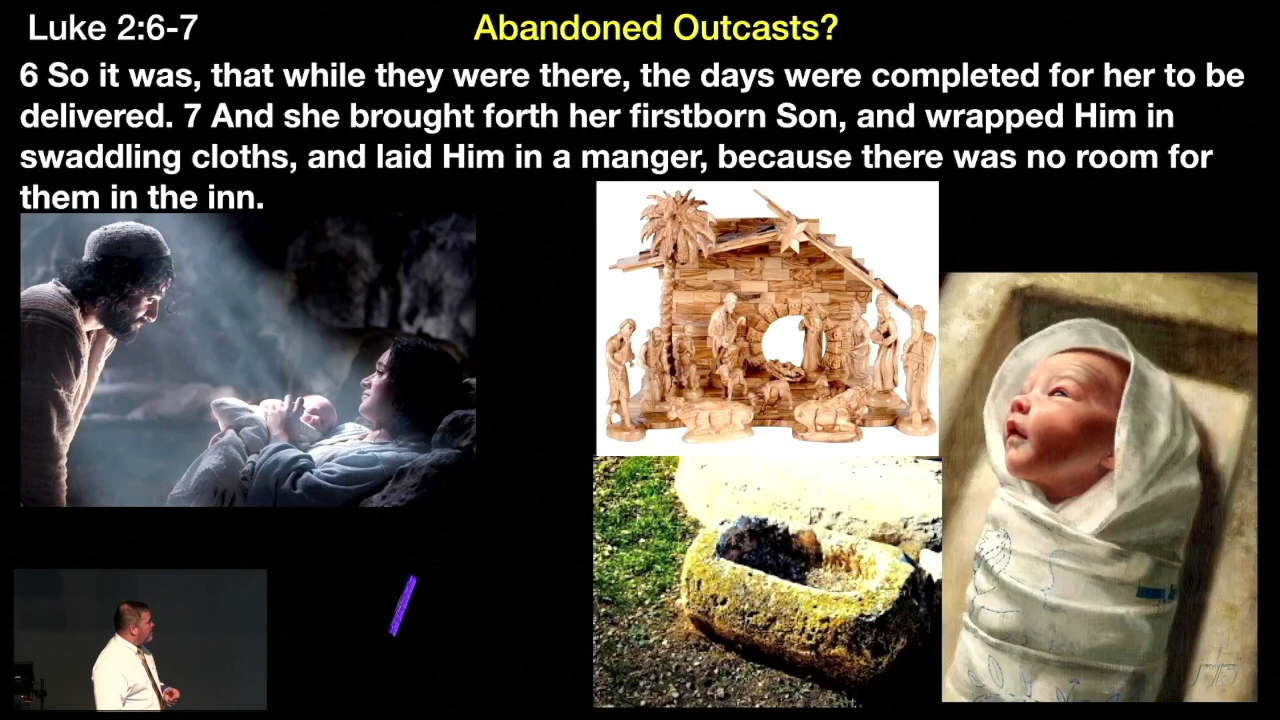 Luke 2:6-7
Abandoned Outcasts?
6 So it was, that while they were there, the days were completed for her to be
delivered. 7 And she brought forth her firstborn Son, and wrapped Him in
swaddling cloths, and laid Him in a manger, because there was no room for
them in the inn.